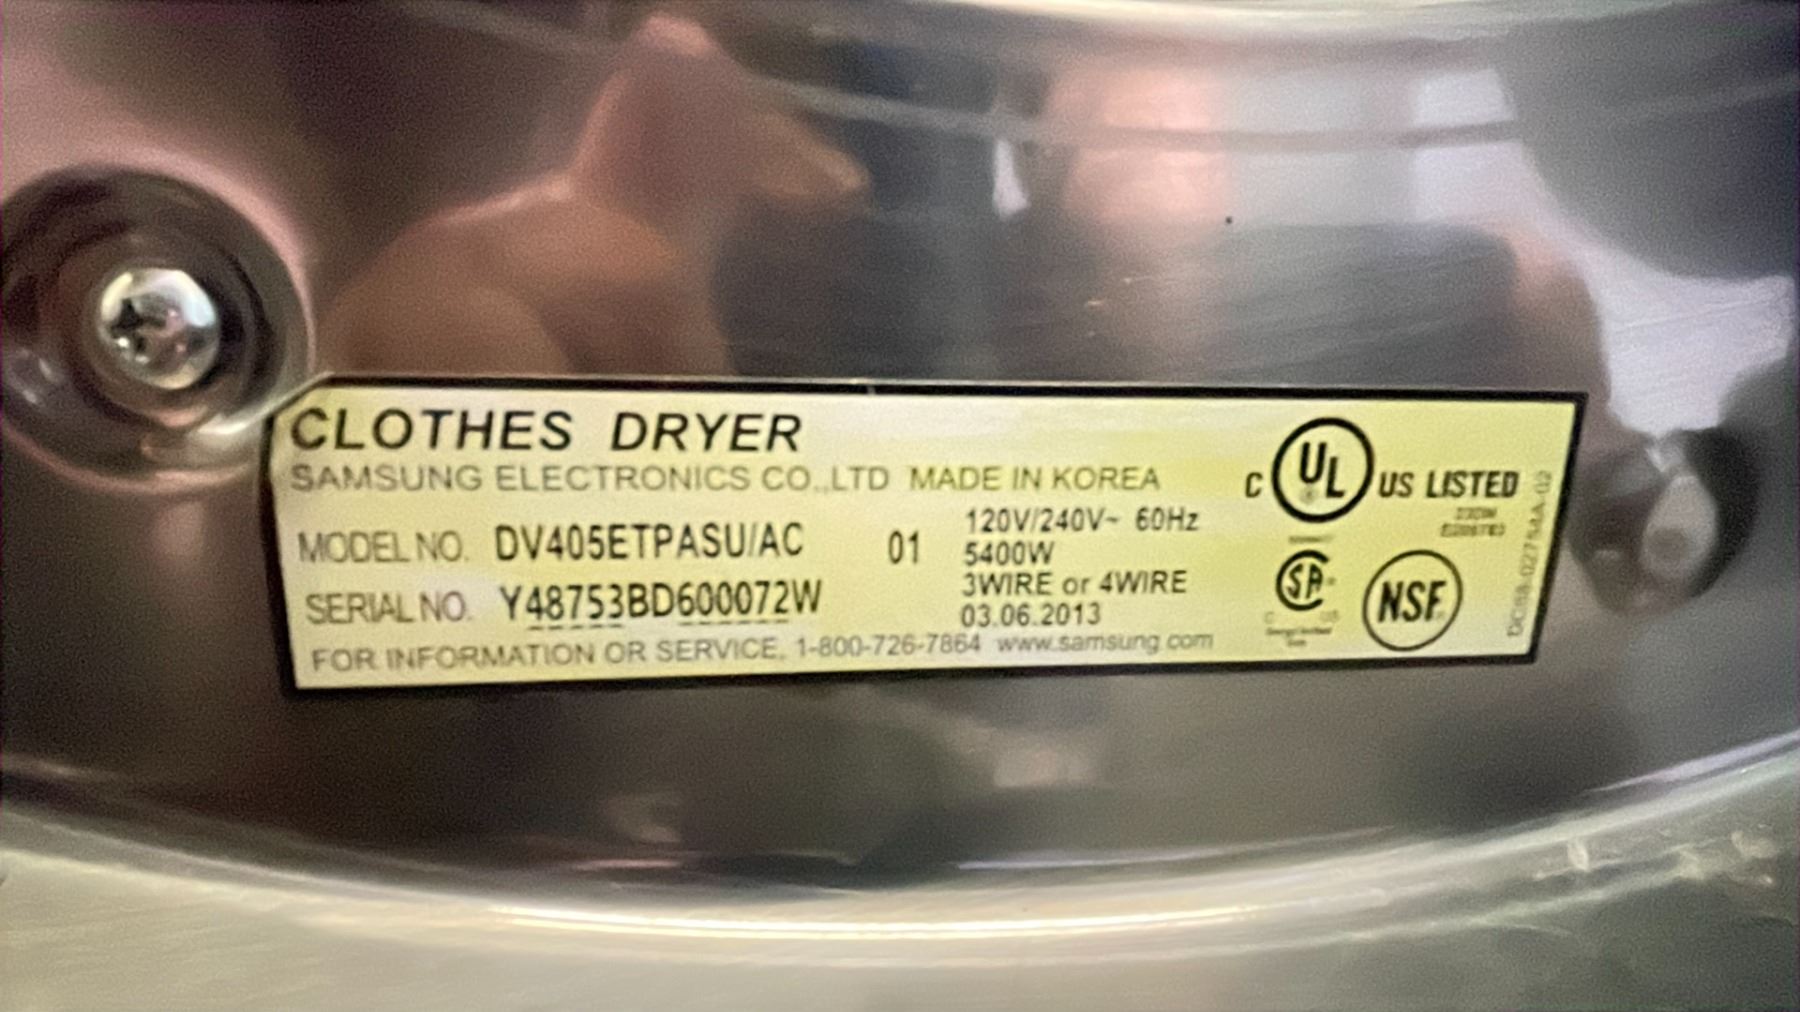 CLOTHES DRYER
SAMSUNG ELECTRONICS CO.,LTD MADE IN KOREA
MODEL NO. DV405ETPASU/AC 01
SERIAL NO. Y48753BD600072W
120V/240V~ 60Hz
5400W
3WIRE or 4WIRE
03.06.2013
FOR INFORMATION OR SERVICE, 1-800-726-7864 www.samsung.com
C UL US LISTED
SA
NSF